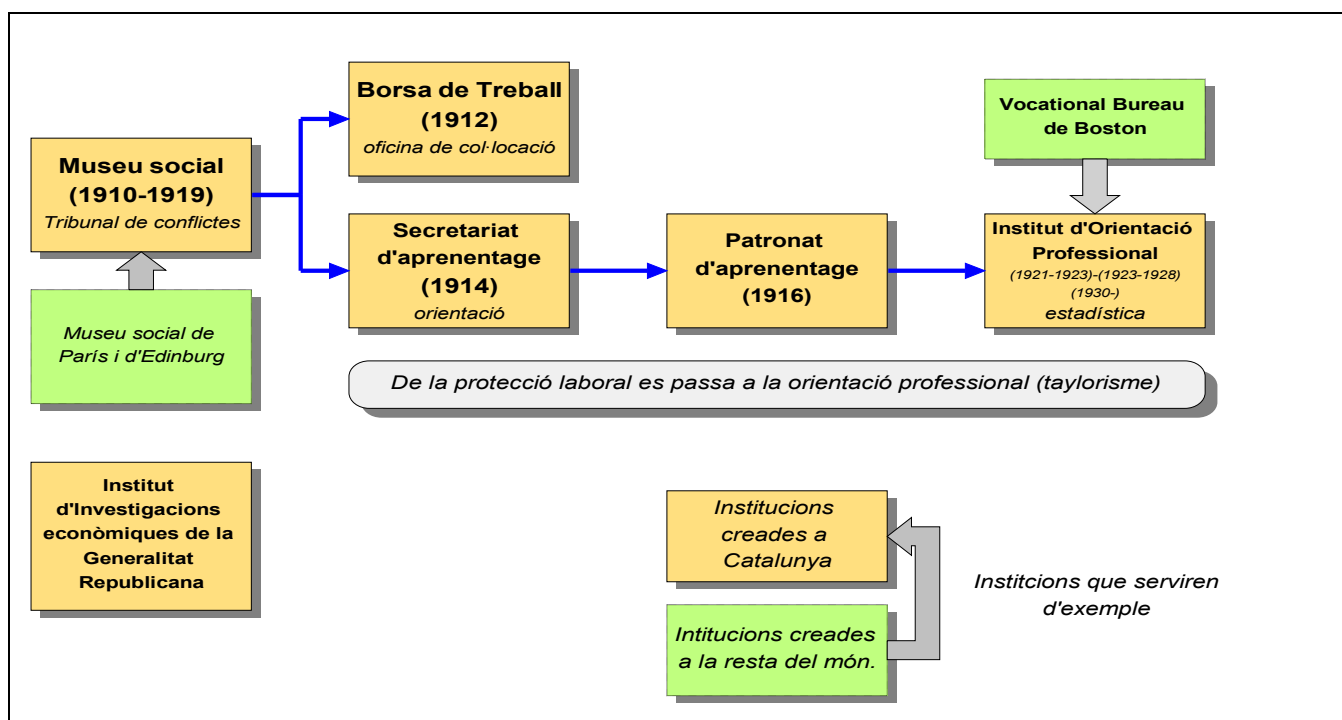 Borsa de Treball
(1912)
oficina de col·locació
Vocational Bureau
de Boston
Museu social
(1910-1919)
Tribunal de conflictes
Secretariat
d'aprenentage
(1914)
orientació
Patronat
d'aprenentage
(1916)
Institut d'Orientació
Professional
(1921-1923)-(1923-1928)
(1930-)
estadística
Museu social de
París i d'Edinburg
De la protecció laboral es passa a la orientació professional (taylorisme)
Institut
d'Investigacions
econòmiques de la
Generalitat
Republicana
Institucions
creades a
Catalunya
Institcions que serviren
d'exemple
Intitucions creades
a la resta del món.